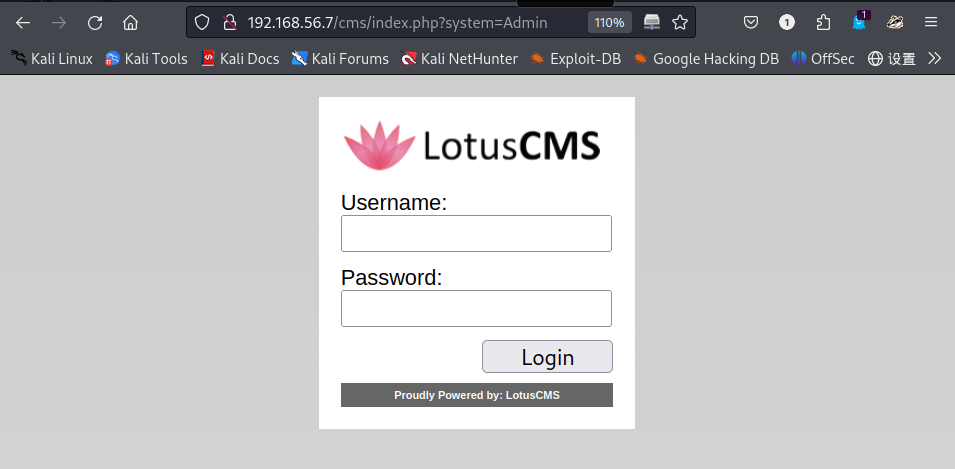 192.168.56.7/cms/index.php?system=Admin 110% 1 1
Kali Linux Kali Tools Kali Docs Kali Forums Kali NetHunter Exploit-DB Google Hacking DB OffSec 设置
LotusCMS
Username:
Password:
Login
Proudly Powered by: LotusCMS